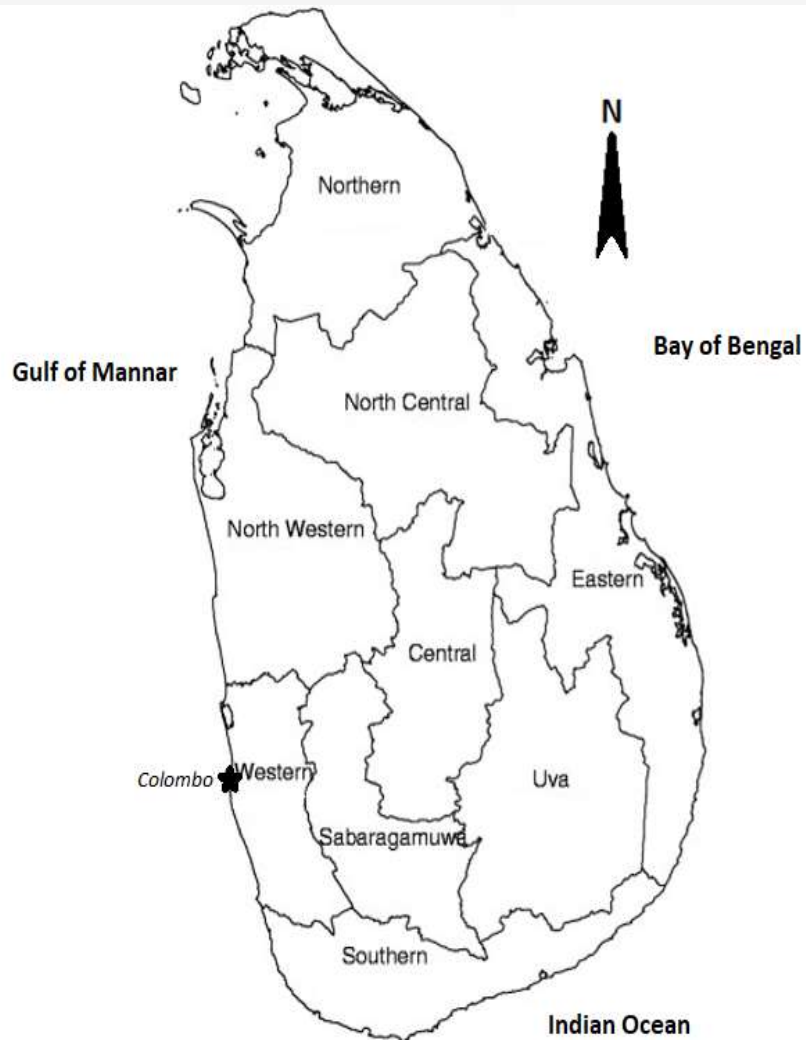 N
Northern
Bay of Bengal
Gulf of Mannar
North Central
North Western
Eastern
Central
Colombo
Western
Uva
Sabaragamuwa
Southern
Indian Ocean